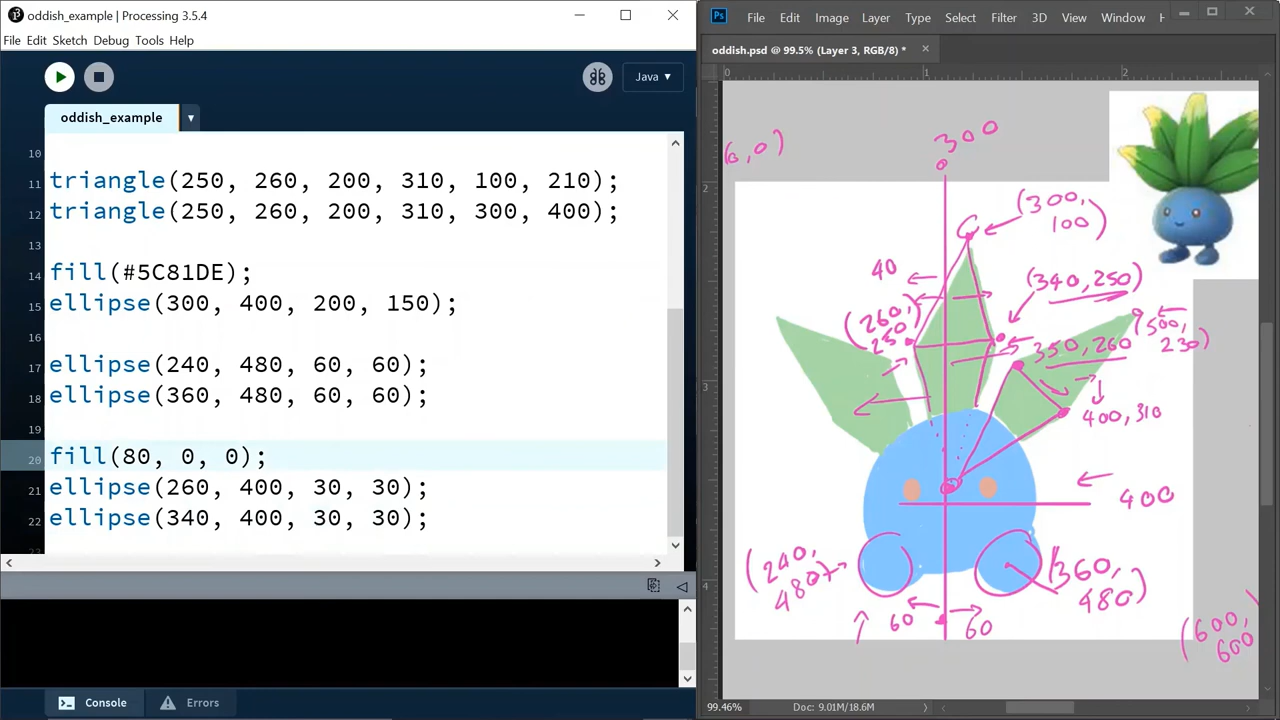 oddish_example | Processing 3.5.4
File Edit Sketch Debug Tools Help
Java ▾
oddish_example
10
11 triangle(250, 260, 200, 310, 100, 210);
12 triangle(250, 260, 200, 310, 300, 400);
13
14 fill(#5C81DE);
15 ellipse(300, 400, 200, 150);
16
17 ellipse(240, 480, 60, 60);
18 ellipse(360, 480, 60, 60);
19
20 fill(80, 0, 0);
21 ellipse(260, 400, 30, 30);
22 ellipse(340, 400, 30, 30);
Console
Errors
Ps
File Edit Image Layer Type Select Filter 3D View Window H
oddish.psd @ 99.5% (Layer 3, RGB/8) *
0 1 2
2
3
4
(0,0)
300
(300,
100)
40
(340, 250)
(260,
250)
(500,
230)
350, 260
400, 310
400
(240,
480)
(360,
480)
60
60
(600,
600
99.46%
Doc: 9.01M/18.6M